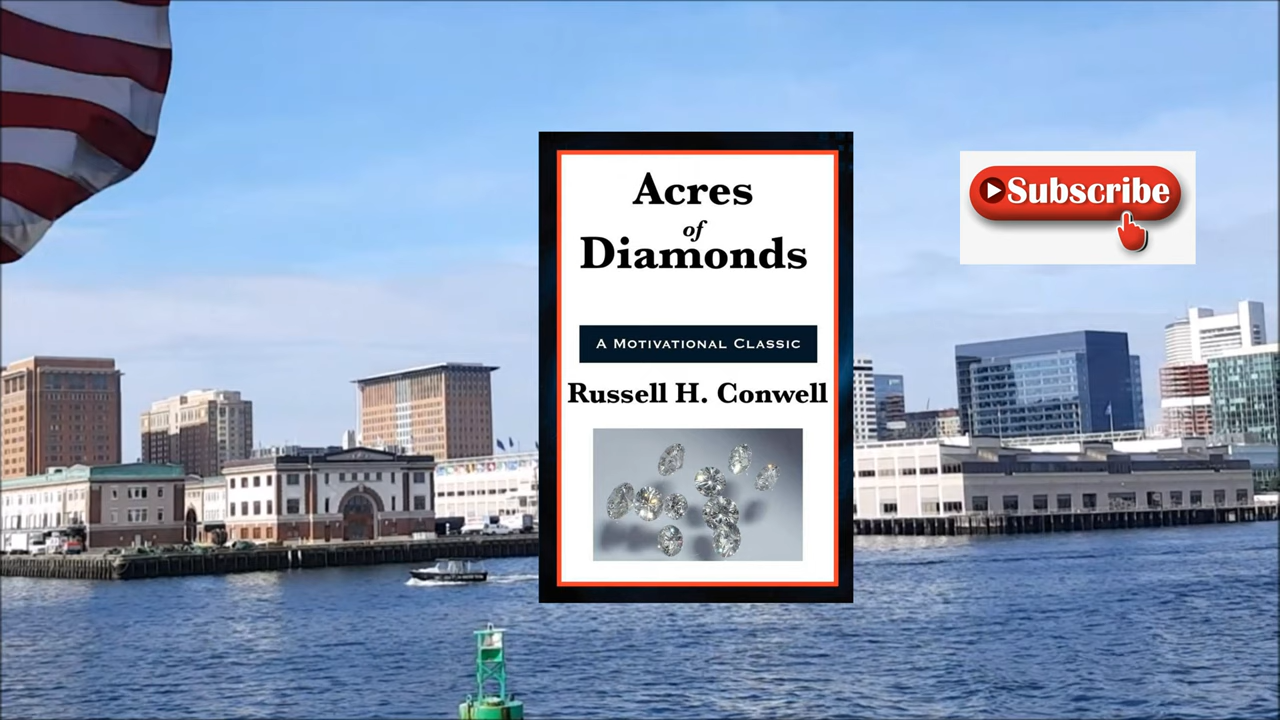 Acres
of
Diamonds
A Motivational Classic
Russell H. Conwell
Subscribe